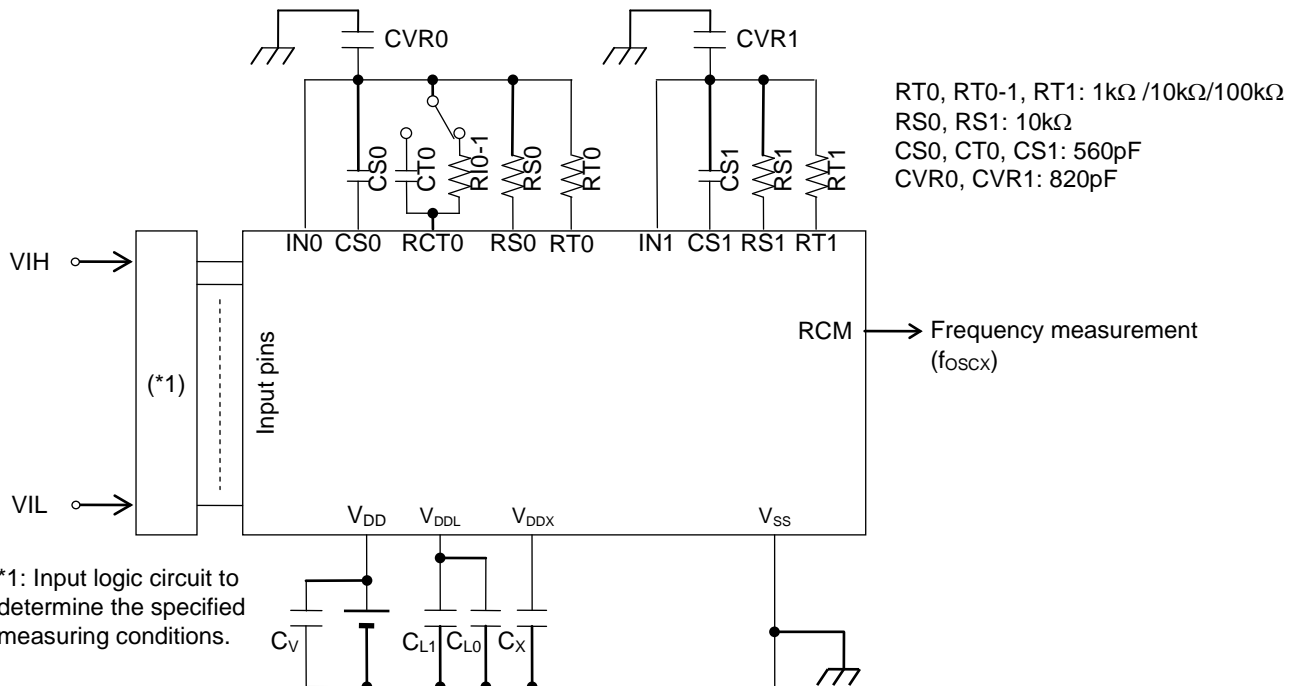 CVR0
CVR1
RT0, RT0-1, RT1: 1kΩ /10kΩ/100kΩ
RS0, RS1: 10kΩ
CS0, CT0, CS1: 560pF
CVR0, CVR1: 820pF
CS0
CT0
RI0-1
RS0
RT0
CS1
RS1
RT1
IN0 CS0 RCT0 RS0 RT0
IN1 CS1 RS1 RT1
VIH
(*1)
VIL
Input pins
RCM
Frequency measurement
(fOSCX)
VDD
VDDL
VDDX
VSS
*1: Input logic circuit to
determine the specified
measuring conditions.
CV
CL1
CL0
CX